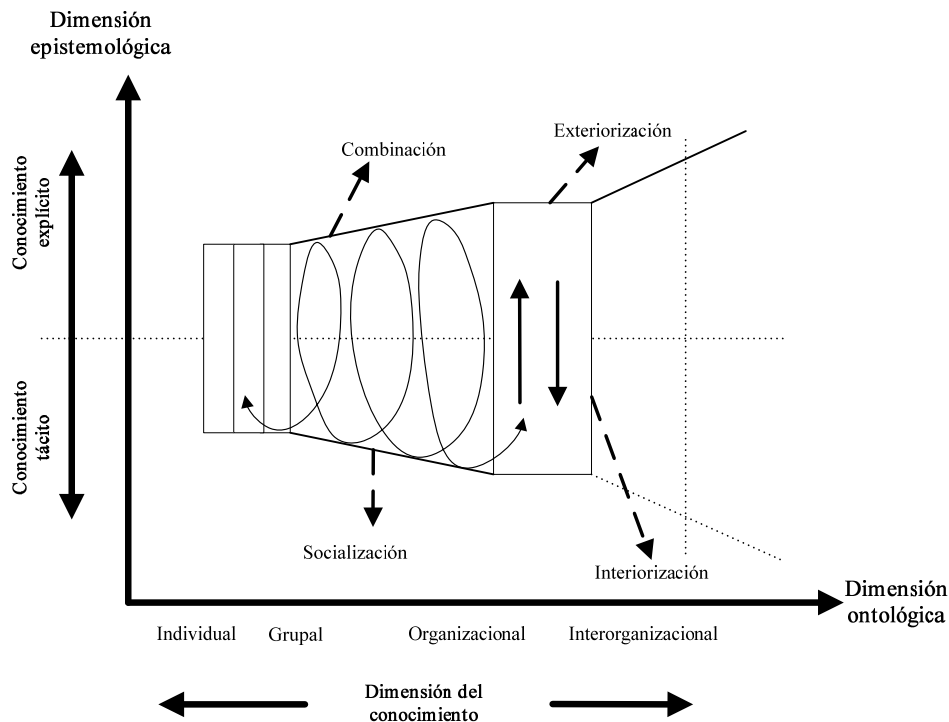 Dimensión
epistemológica
Exteriorización
Combinación
Conocimiento
explícito
Conocimiento
tácito
Socialización
Interiorización
Dimensión
ontológica
Individual
Grupal
Organizacional
Interorganizacional
Dimensión del
conocimiento